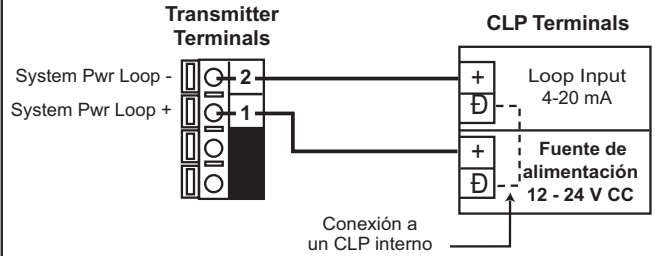 Transmitter
Terminals
CLP Terminals
System Pwr Loop -
2
+
Loop Input
4-20 mA
Đ
System Pwr Loop +
1
+
Fuente de
alimentación
12 - 24 V CC
Đ
Conexión a
un CLP interno